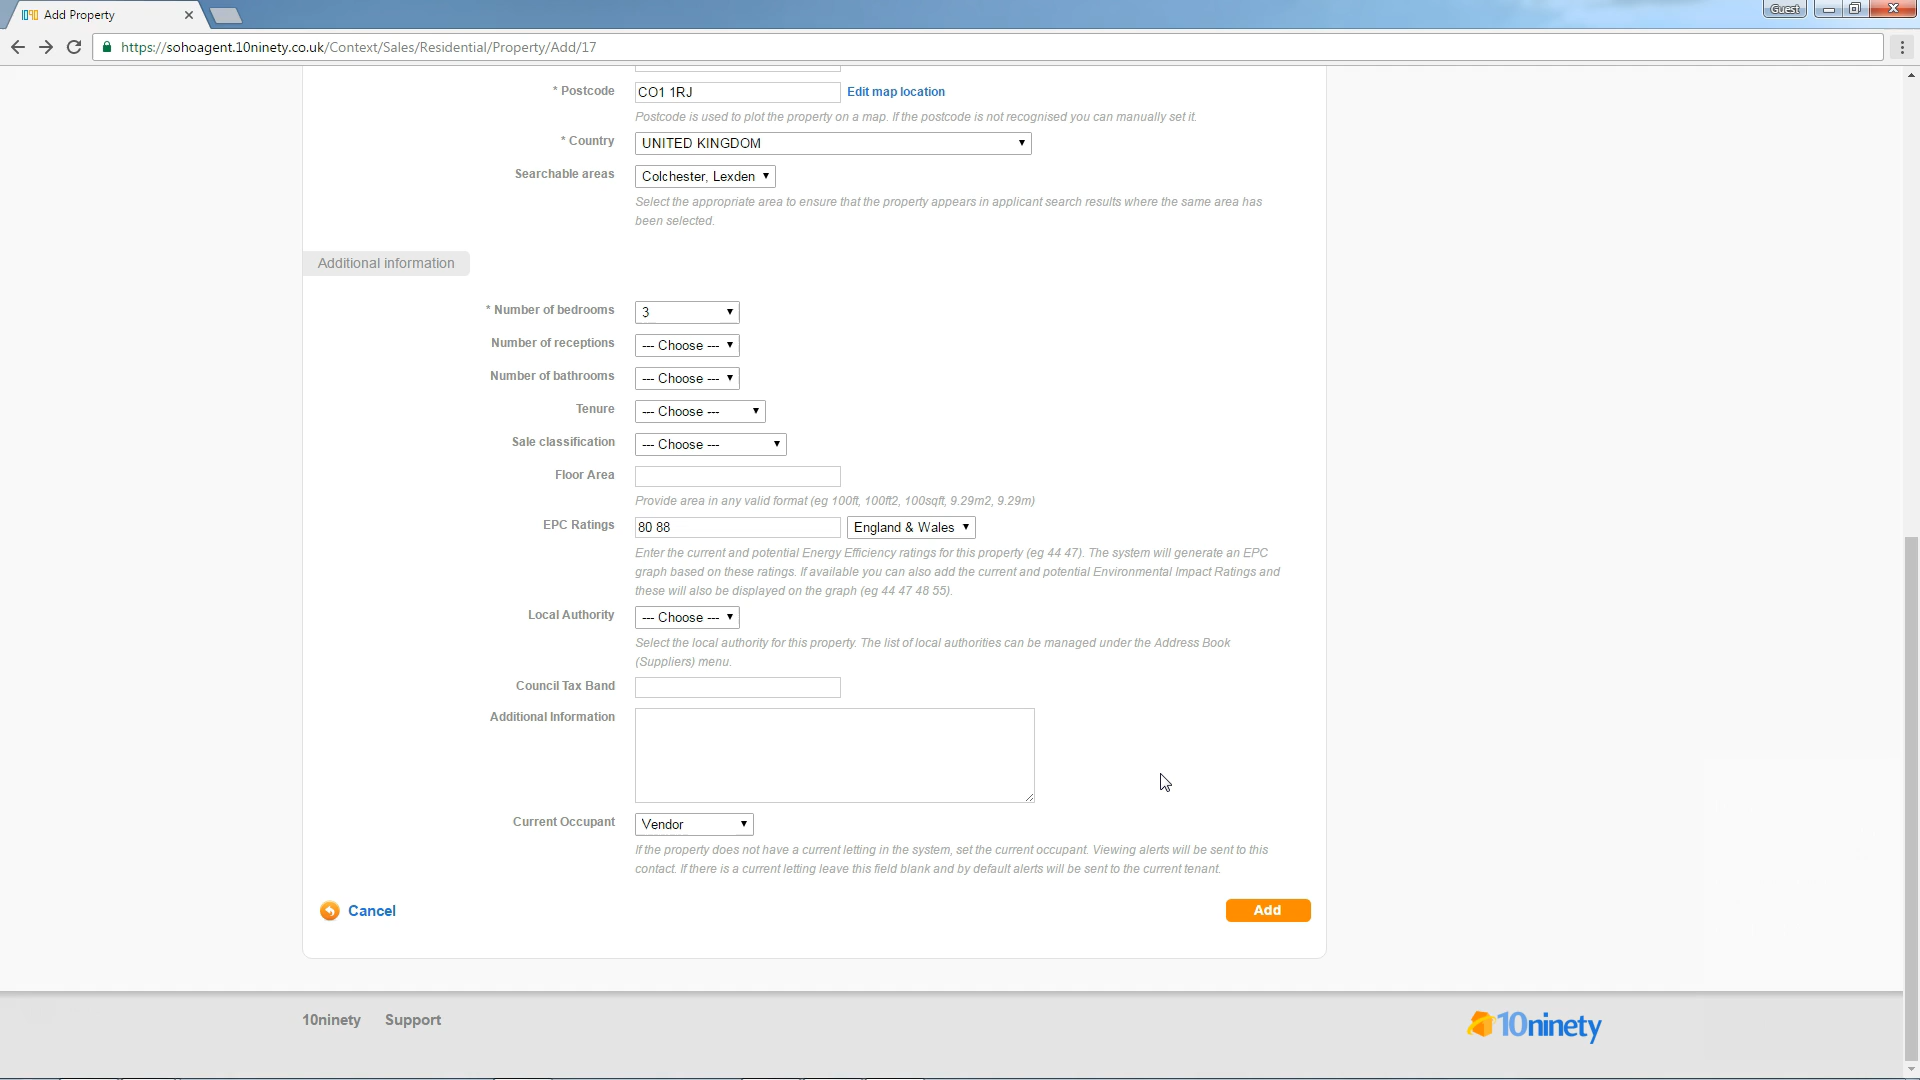 Add Property
Guest
https://sohoagent.10ninety.co.uk/Context/Sales/Residential/Property/Add/17
* Postcode CO1 1RJ Edit map location
Postcode is used to plot the property on a map. If the postcode is not recognised you can manually set it.
* Country UNITED KINGDOM
Searchable areas Colchester, Lexden
Select the appropriate area to ensure that the property appears in applicant search results where the same area has
been selected.
Additional information
* Number of bedrooms 3
Number of receptions --- Choose ---
Number of bathrooms --- Choose ---
Tenure --- Choose ---
Sale classification --- Choose ---
Floor Area
Provide area in any valid format (eg 100ft, 100ft2, 100sqft, 9.29m2, 9.29m)
EPC Ratings 80 88 England & Wales
Enter the current and potential Energy Efficiency ratings for this property (eg 44 47). The system will generate an EPC
graph based on these ratings. If available you can also add the current and potential Environmental Impact Ratings and
these will also be displayed on the graph (eg 44 47 48 55).
Local Authority --- Choose ---
Select the local authority for this property. The list of local authorities can be managed under the Address Book
(Suppliers) menu.
Council Tax Band
Additional Information
Current Occupant Vendor
If the property does not have a current letting in the system, set the current occupant. Viewing alerts will be sent to this
contact. If there is a current letting leave this field blank and by default alerts will be sent to the current tenant.
Cancel Add
10ninety Support 10ninety